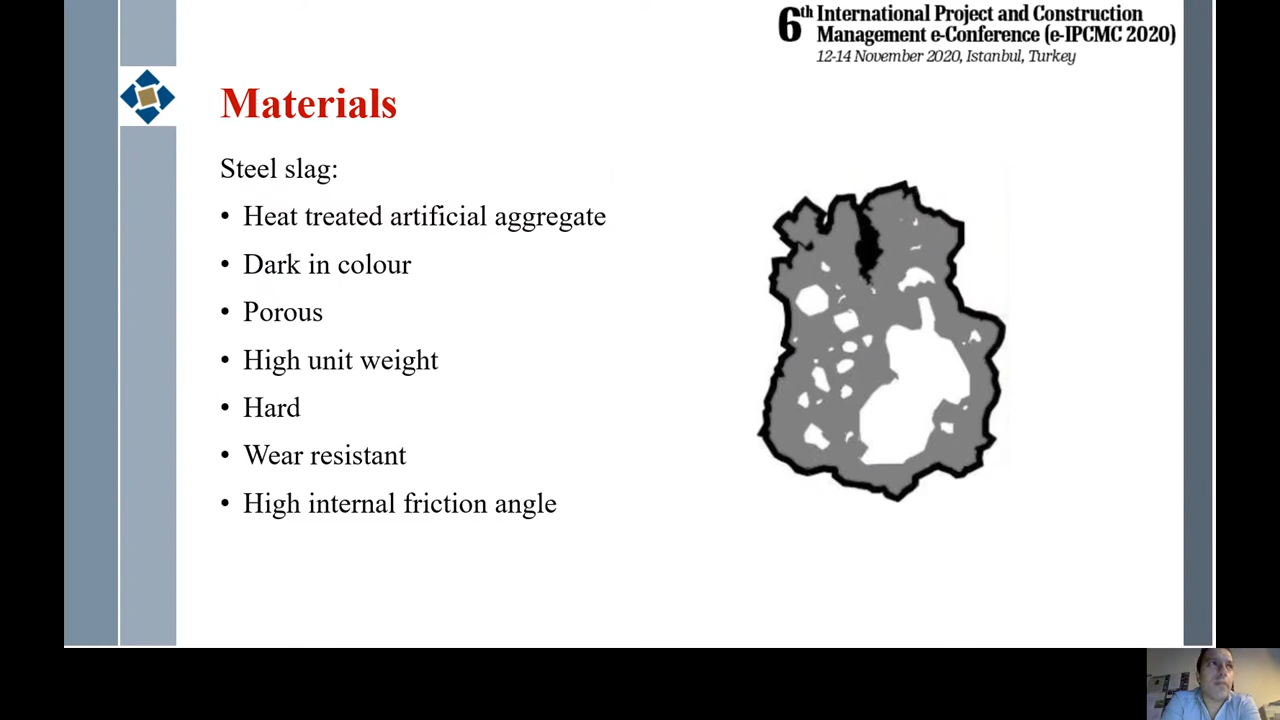 6th International Project and Construction
Management e-Conference (e-IPCMC 2020)
12-14 November 2020, Istanbul, Turkey
Materials
Steel slag:
• Heat treated artificial aggregate
• Dark in colour
• Porous
• High unit weight
• Hard
• Wear resistant
• High internal friction angle